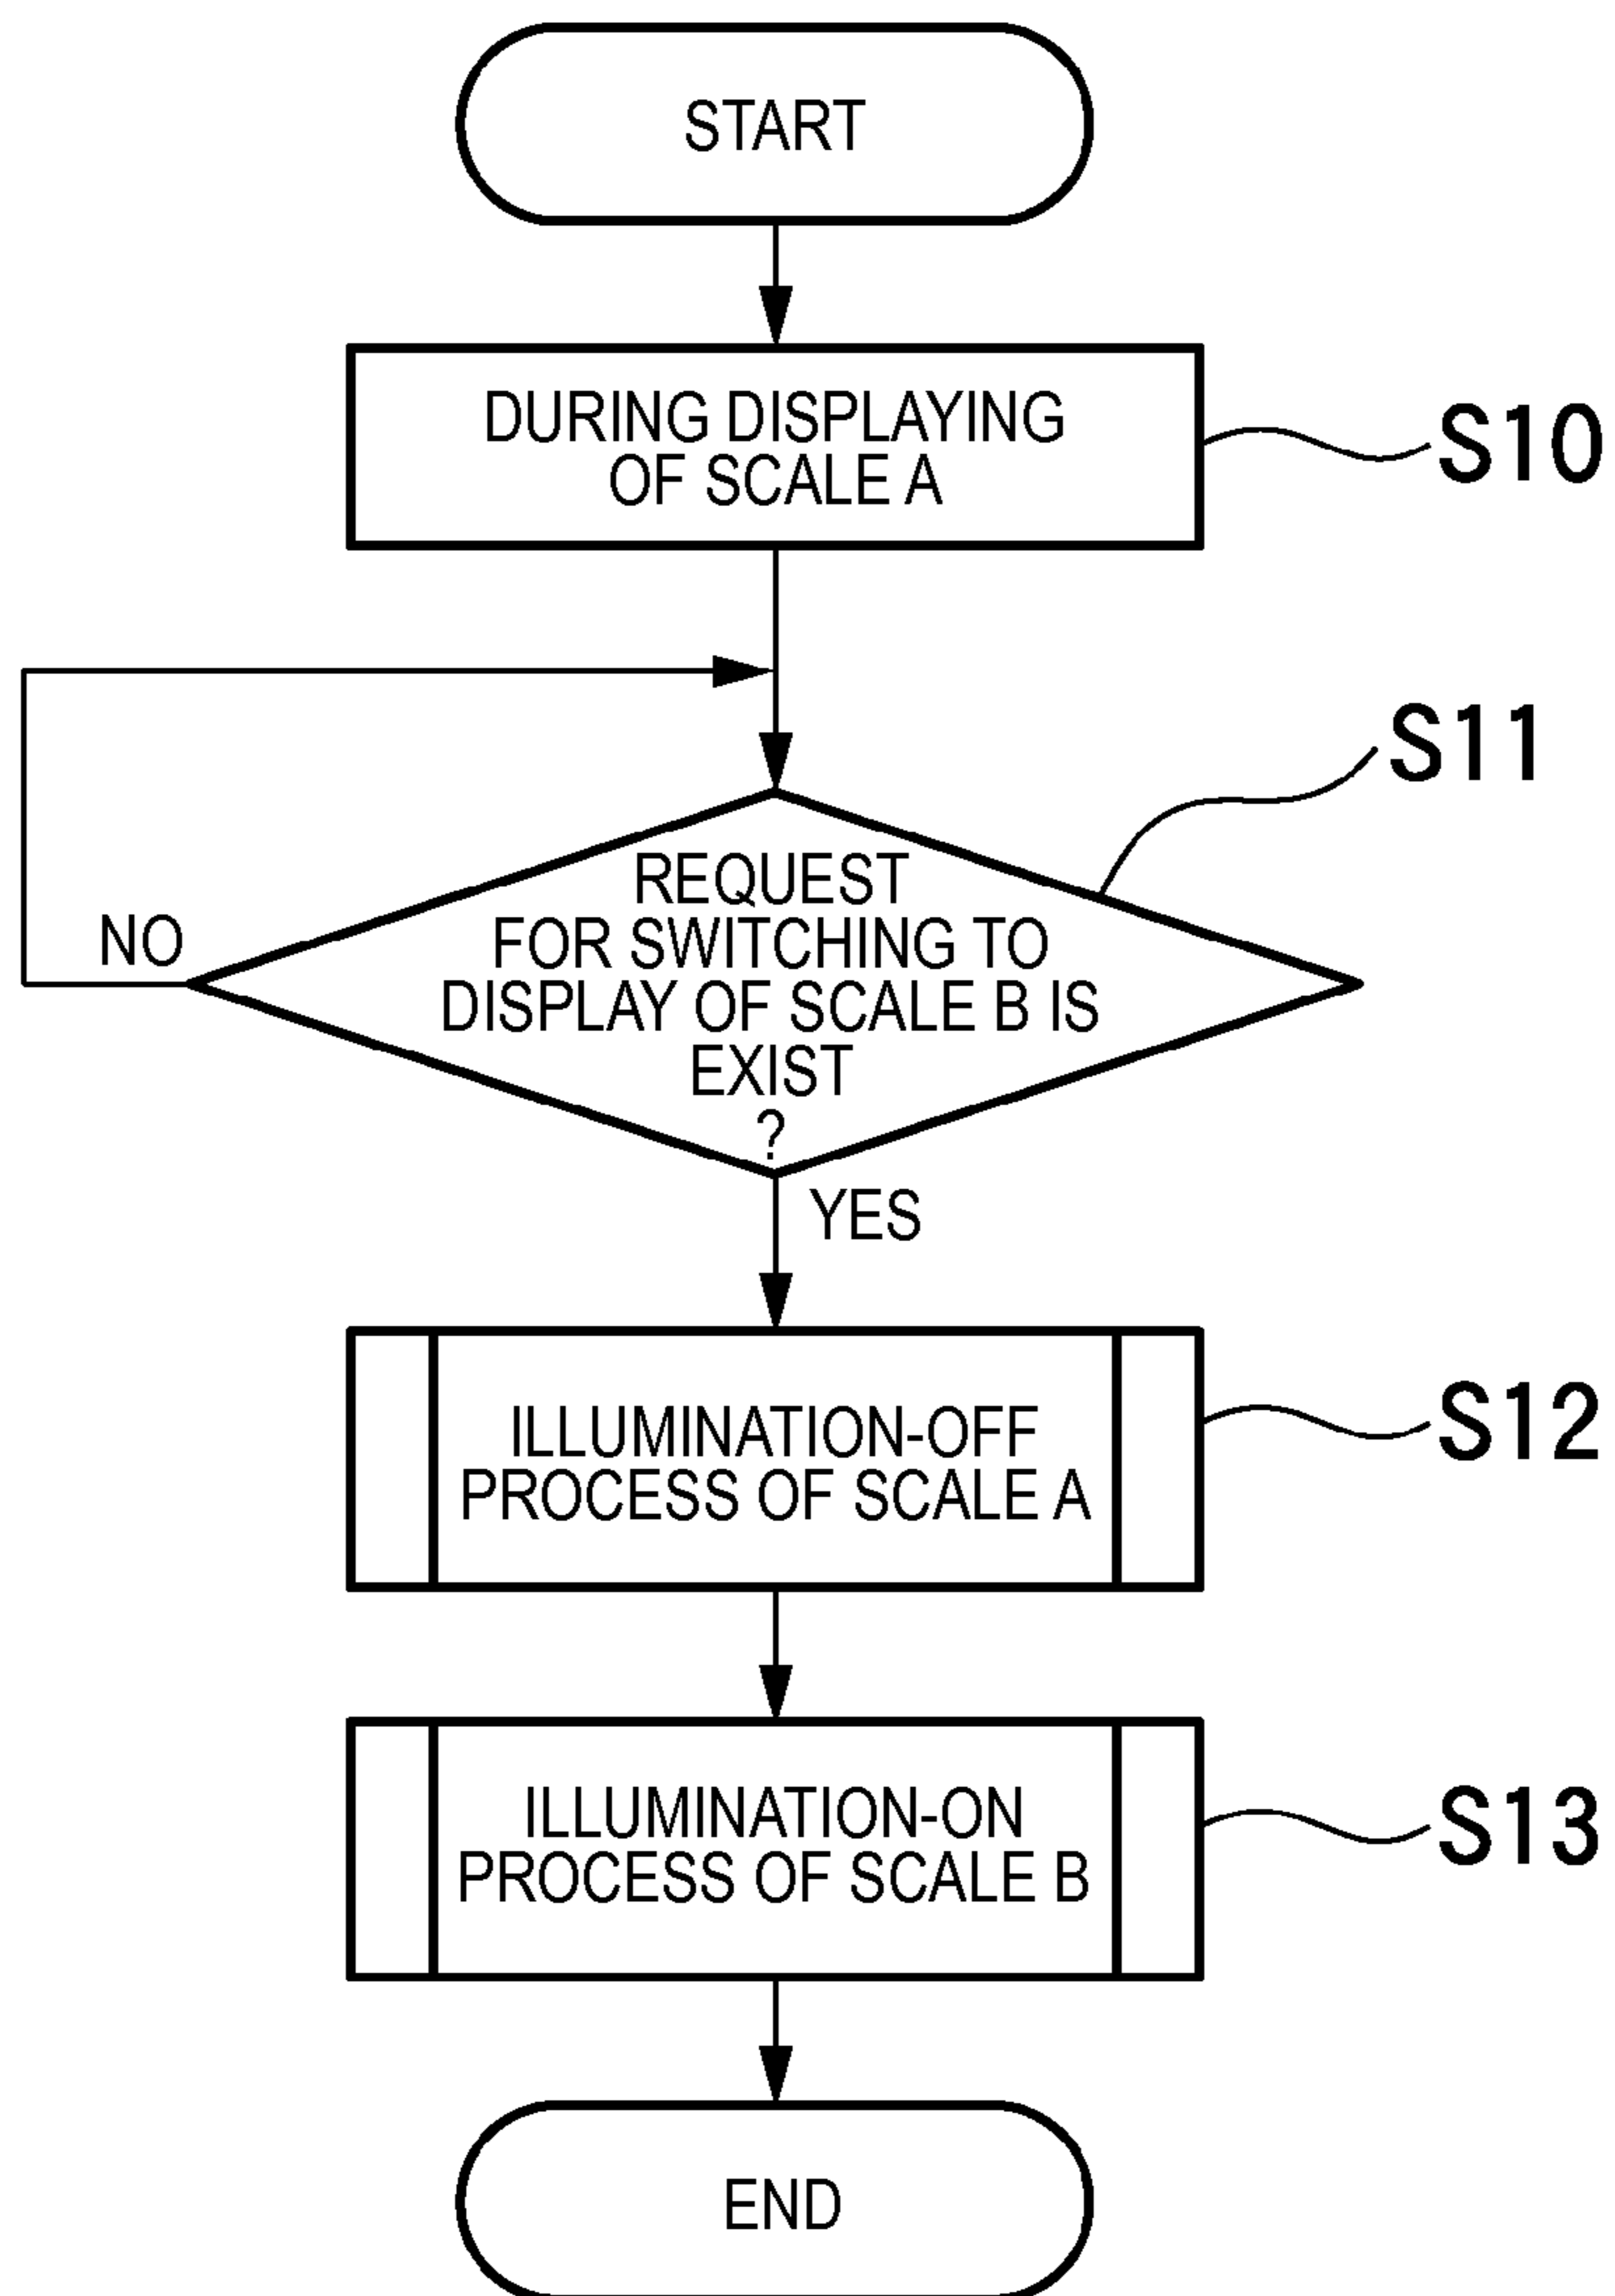 START
DURING DISPLAYING
OF SCALE A
S10
S11
REQUEST
FOR SWITCHING TO
DISPLAY OF SCALE B IS
EXIST
?
NO
YES
ILLUMINATION-OFF
PROCESS OF SCALE A
S12
ILLUMINATION-ON
PROCESS OF SCALE B
S13
END